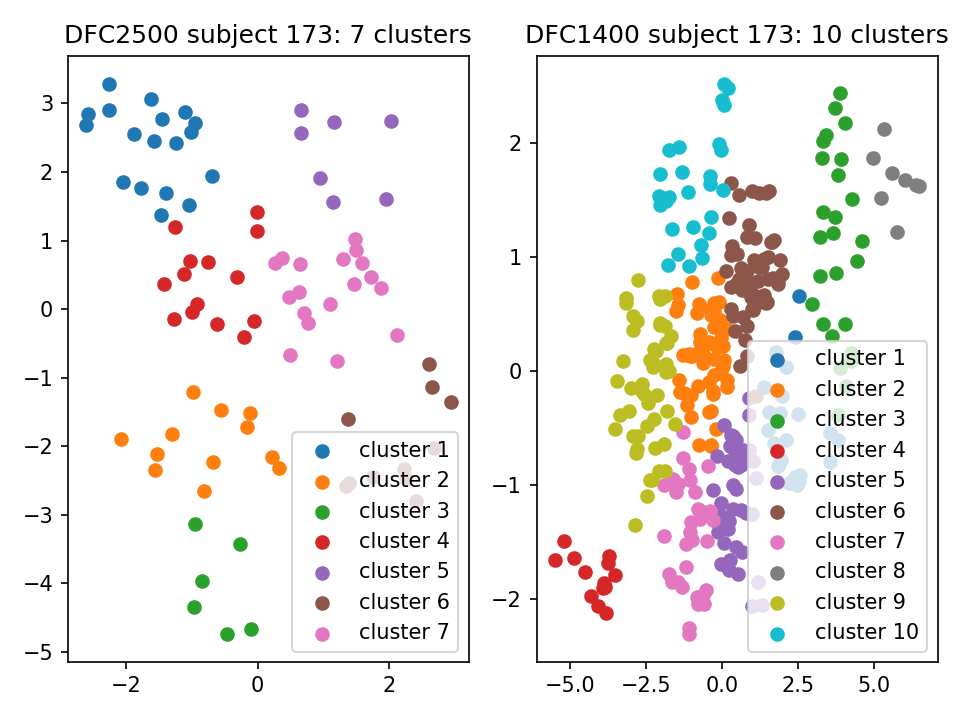 DFC2500 subject 173: 7 clusters
3
2
1
0
−1
−2
−3
−4
−5
−2
0
2
cluster 1
cluster 2
cluster 3
cluster 4
cluster 5
cluster 6
cluster 7
DFC1400 subject 173: 10 clusters
2
1
0
−1
−2
−5.0
−2.5
0.0
2.5
5.0
cluster 1
cluster 2
cluster 3
cluster 4
cluster 5
cluster 6
cluster 7
cluster 8
cluster 9
cluster 10